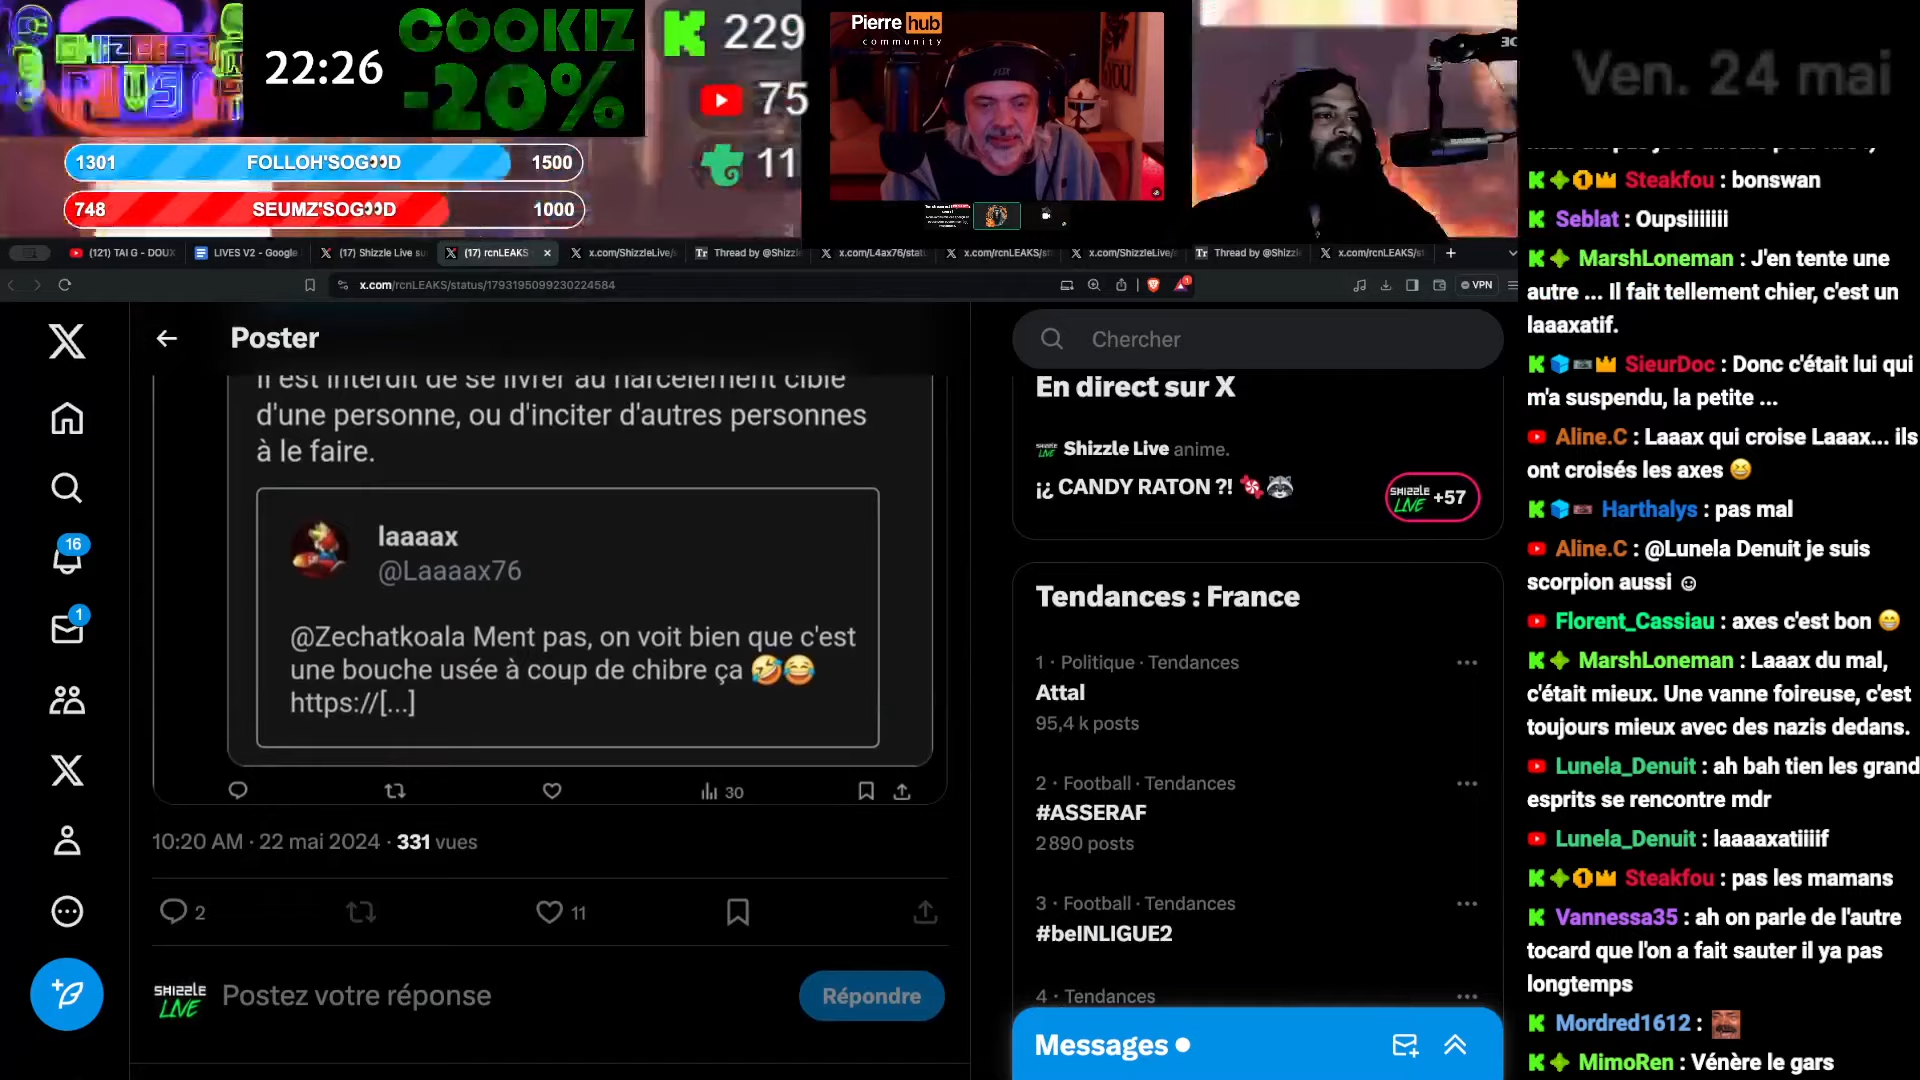 22:26
COOKIZ
-20%
229
75
11
1301 FOLLOH'SOG👀D 1500
748 SEUMZ'SOG👀D 1000
Pierre hub
community
Ven. 24 mai
(121) TAI G - DOUX
LIVES V2 - Google
(17) Shizzle Live su
(17) rcnLEAKS
x.com/ShizzleLive/s
Thread by @Shizzle
x.com/L4ax76/stat
x.com/rcnLEAKS/st
x.com/ShizzleLive/s
Thread by @Shizzle
x.com/rcnLEAKS/st
x.com/rcnLEAKS/status/1793195099230224584
VPN
Poster
Il est interdit de se livrer au harcèlement ciblé
d'une personne, ou d'inciter d'autres personnes
à le faire.
laaaax
@Laaaax76
@Zechatkoala Ment pas, on voit bien que c'est
une bouche usée à coup de chibre ça 🤣😂
https://[...]
30
10:20 AM · 22 mai 2024 · 331 vues
2
11
SHIZZLE
LIVE
Postez votre réponse
Répondre
16
1
Chercher
En direct sur X
Shizzle Live anime.
¡¿ CANDY RATON ?! 🍬🦝
SHIZZLE
LIVE
+57
Tendances : France
1 · Politique · Tendances
Attal
95,4 k posts
2 · Football · Tendances
#ASSERAF
2 890 posts
3 · Football · Tendances
#beINLIGUE2
4 · Tendances
Messages
Steakfou : bonswan
Seblat : Oupsiiiiiii
MarshLoneman : J'en tente une
autre ... Il fait tellement chier, c'est un
laaaxatif.
SieurDoc : Donc c'était lui qui
m'a suspendu, la petite ...
Aline.C : Laaax qui croise Laaax... ils
ont croisés les axes 😆
Harthalys : pas mal
Aline.C : @Lunela Denuit je suis
scorpion aussi ☺
Florent_Cassiau : axes c'est bon 😁
MarshLoneman : Laaax du mal,
c'était mieux. Une vanne foireuse, c'est
toujours mieux avec des nazis dedans.
Lunela_Denuit : ah bah tien les grand
esprits se rencontre mdr
Lunela_Denuit : laaaaxatiiiif
Steakfou : pas les mamans
Vannessa35 : ah on parle de l'autre
tocard que l'on a fait sauter il ya pas
longtemps
Mordred1612 :
MimoRen : Vénère le gars